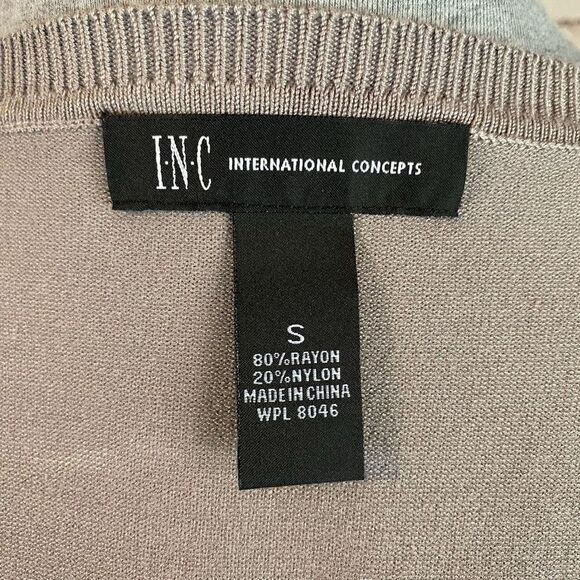 I·N·C INTERNATIONAL CONCEPTS
S
80%RAYON
20%NYLON
MADE IN CHINA
WPL 8046